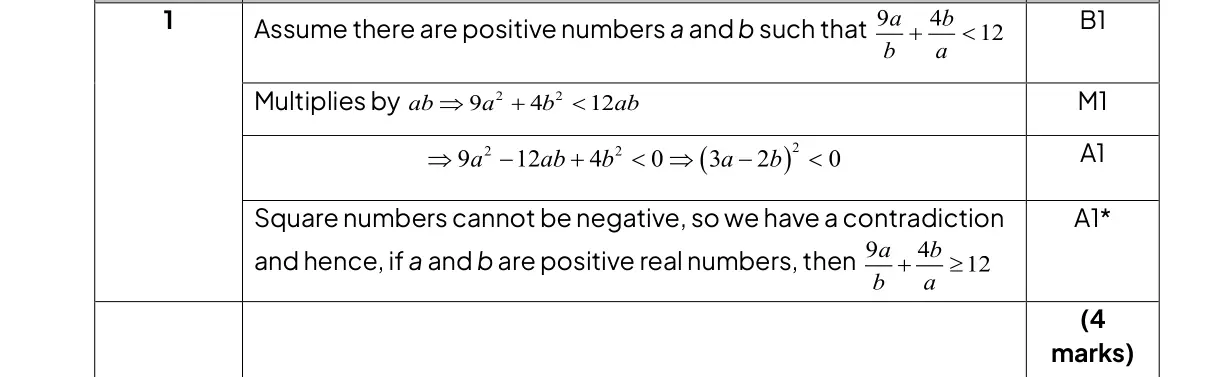 1
Assume there are positive numbers a and b such that 9a/b + 4b/a < 12
B1
Multiplies by ab ⇒ 9a² + 4b² < 12ab
M1
⇒ 9a² − 12ab + 4b² < 0 ⇒ (3a − 2b)² < 0
A1
Square numbers cannot be negative, so we have a contradiction
and hence, if a and b are positive real numbers, then 9a/b + 4b/a ≥ 12
A1*
(4
marks)